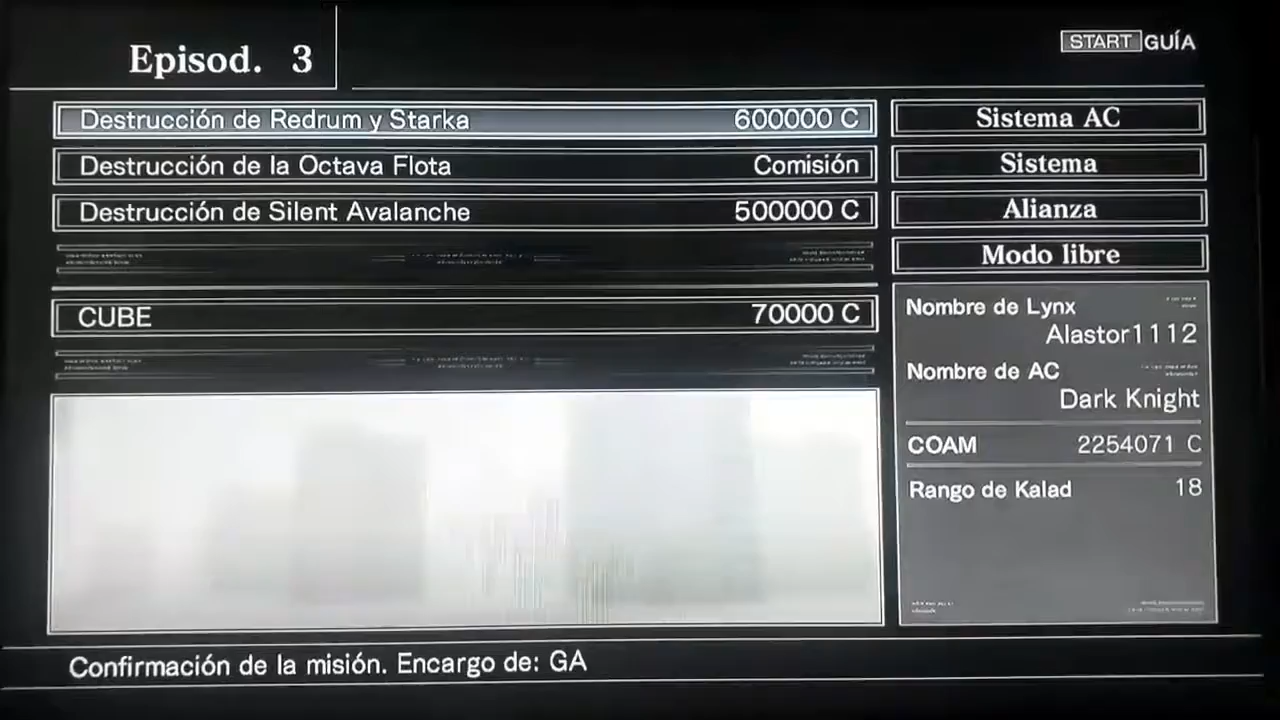 Episod. 3
START GUÍA
Destrucción de Redrum y Starka 600000 C
Destrucción de la Octava Flota Comisión
Destrucción de Silent Avalanche 500000 C
CUBE 70000 C
Sistema AC
Sistema
Alianza
Modo libre
Nombre de Lynx
Alastor1112
Nombre de AC
Dark Knight
COAM 2254071 C
Rango de Kalad 18
Confirmación de la misión. Encargo de: GA